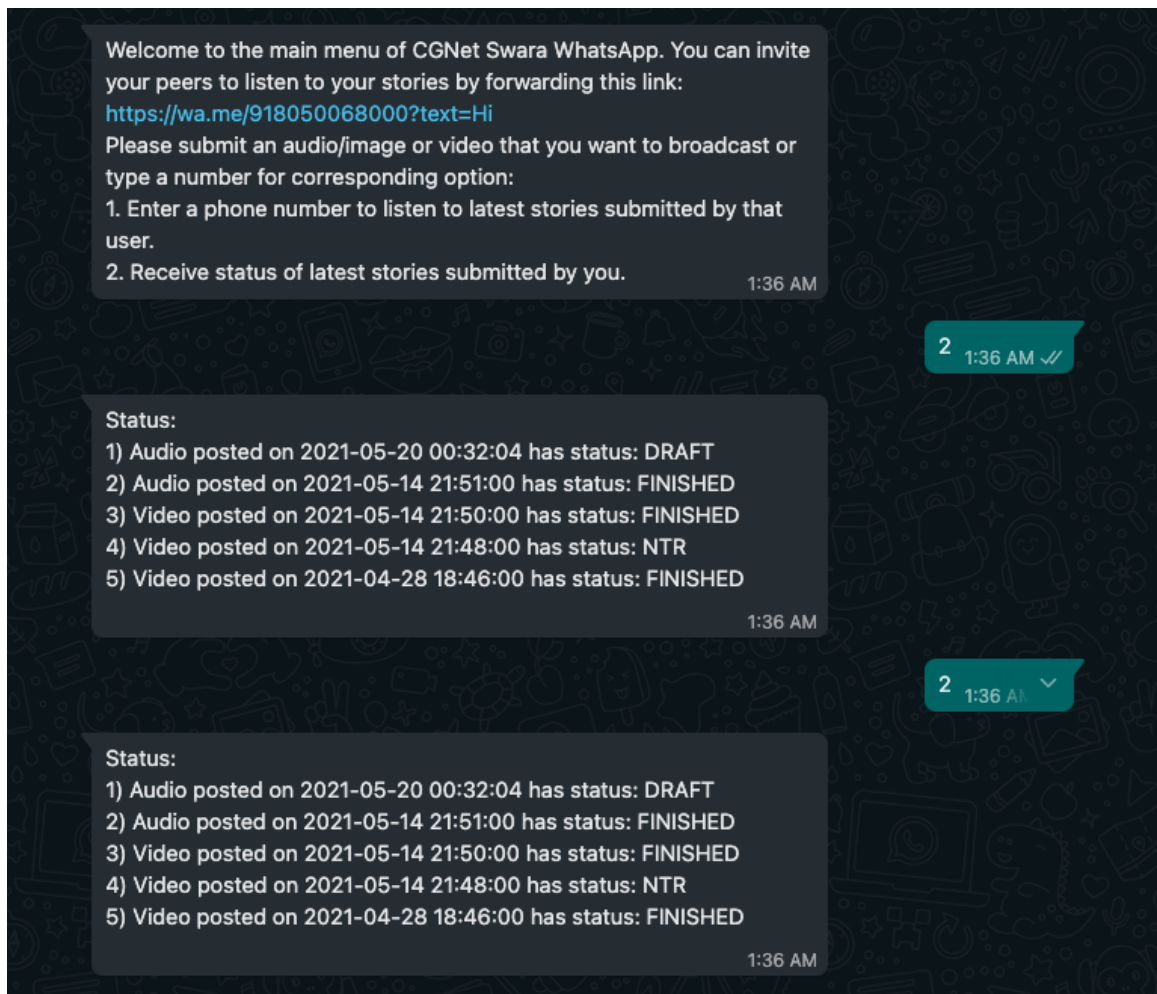 Welcome to the main menu of CGNet Swara WhatsApp. You can invite
your peers to listen to your stories by forwarding this link:
https://wa.me/918050068000?text=Hi
Please submit an audio/image or video that you want to broadcast or
type a number for corresponding option:
1. Enter a phone number to listen to latest stories submitted by that
user.
2. Receive status of latest stories submitted by you.
1:36 AM
2 1:36 AM
Status:
1) Audio posted on 2021-05-20 00:32:04 has status: DRAFT
2) Audio posted on 2021-05-14 21:51:00 has status: FINISHED
3) Video posted on 2021-05-14 21:50:00 has status: FINISHED
4) Video posted on 2021-05-14 21:48:00 has status: NTR
5) Video posted on 2021-04-28 18:46:00 has status: FINISHED
1:36 AM
2 1:36 AM
Status:
1) Audio posted on 2021-05-20 00:32:04 has status: DRAFT
2) Audio posted on 2021-05-14 21:51:00 has status: FINISHED
3) Video posted on 2021-05-14 21:50:00 has status: FINISHED
4) Video posted on 2021-05-14 21:48:00 has status: NTR
5) Video posted on 2021-04-28 18:46:00 has status: FINISHED
1:36 AM